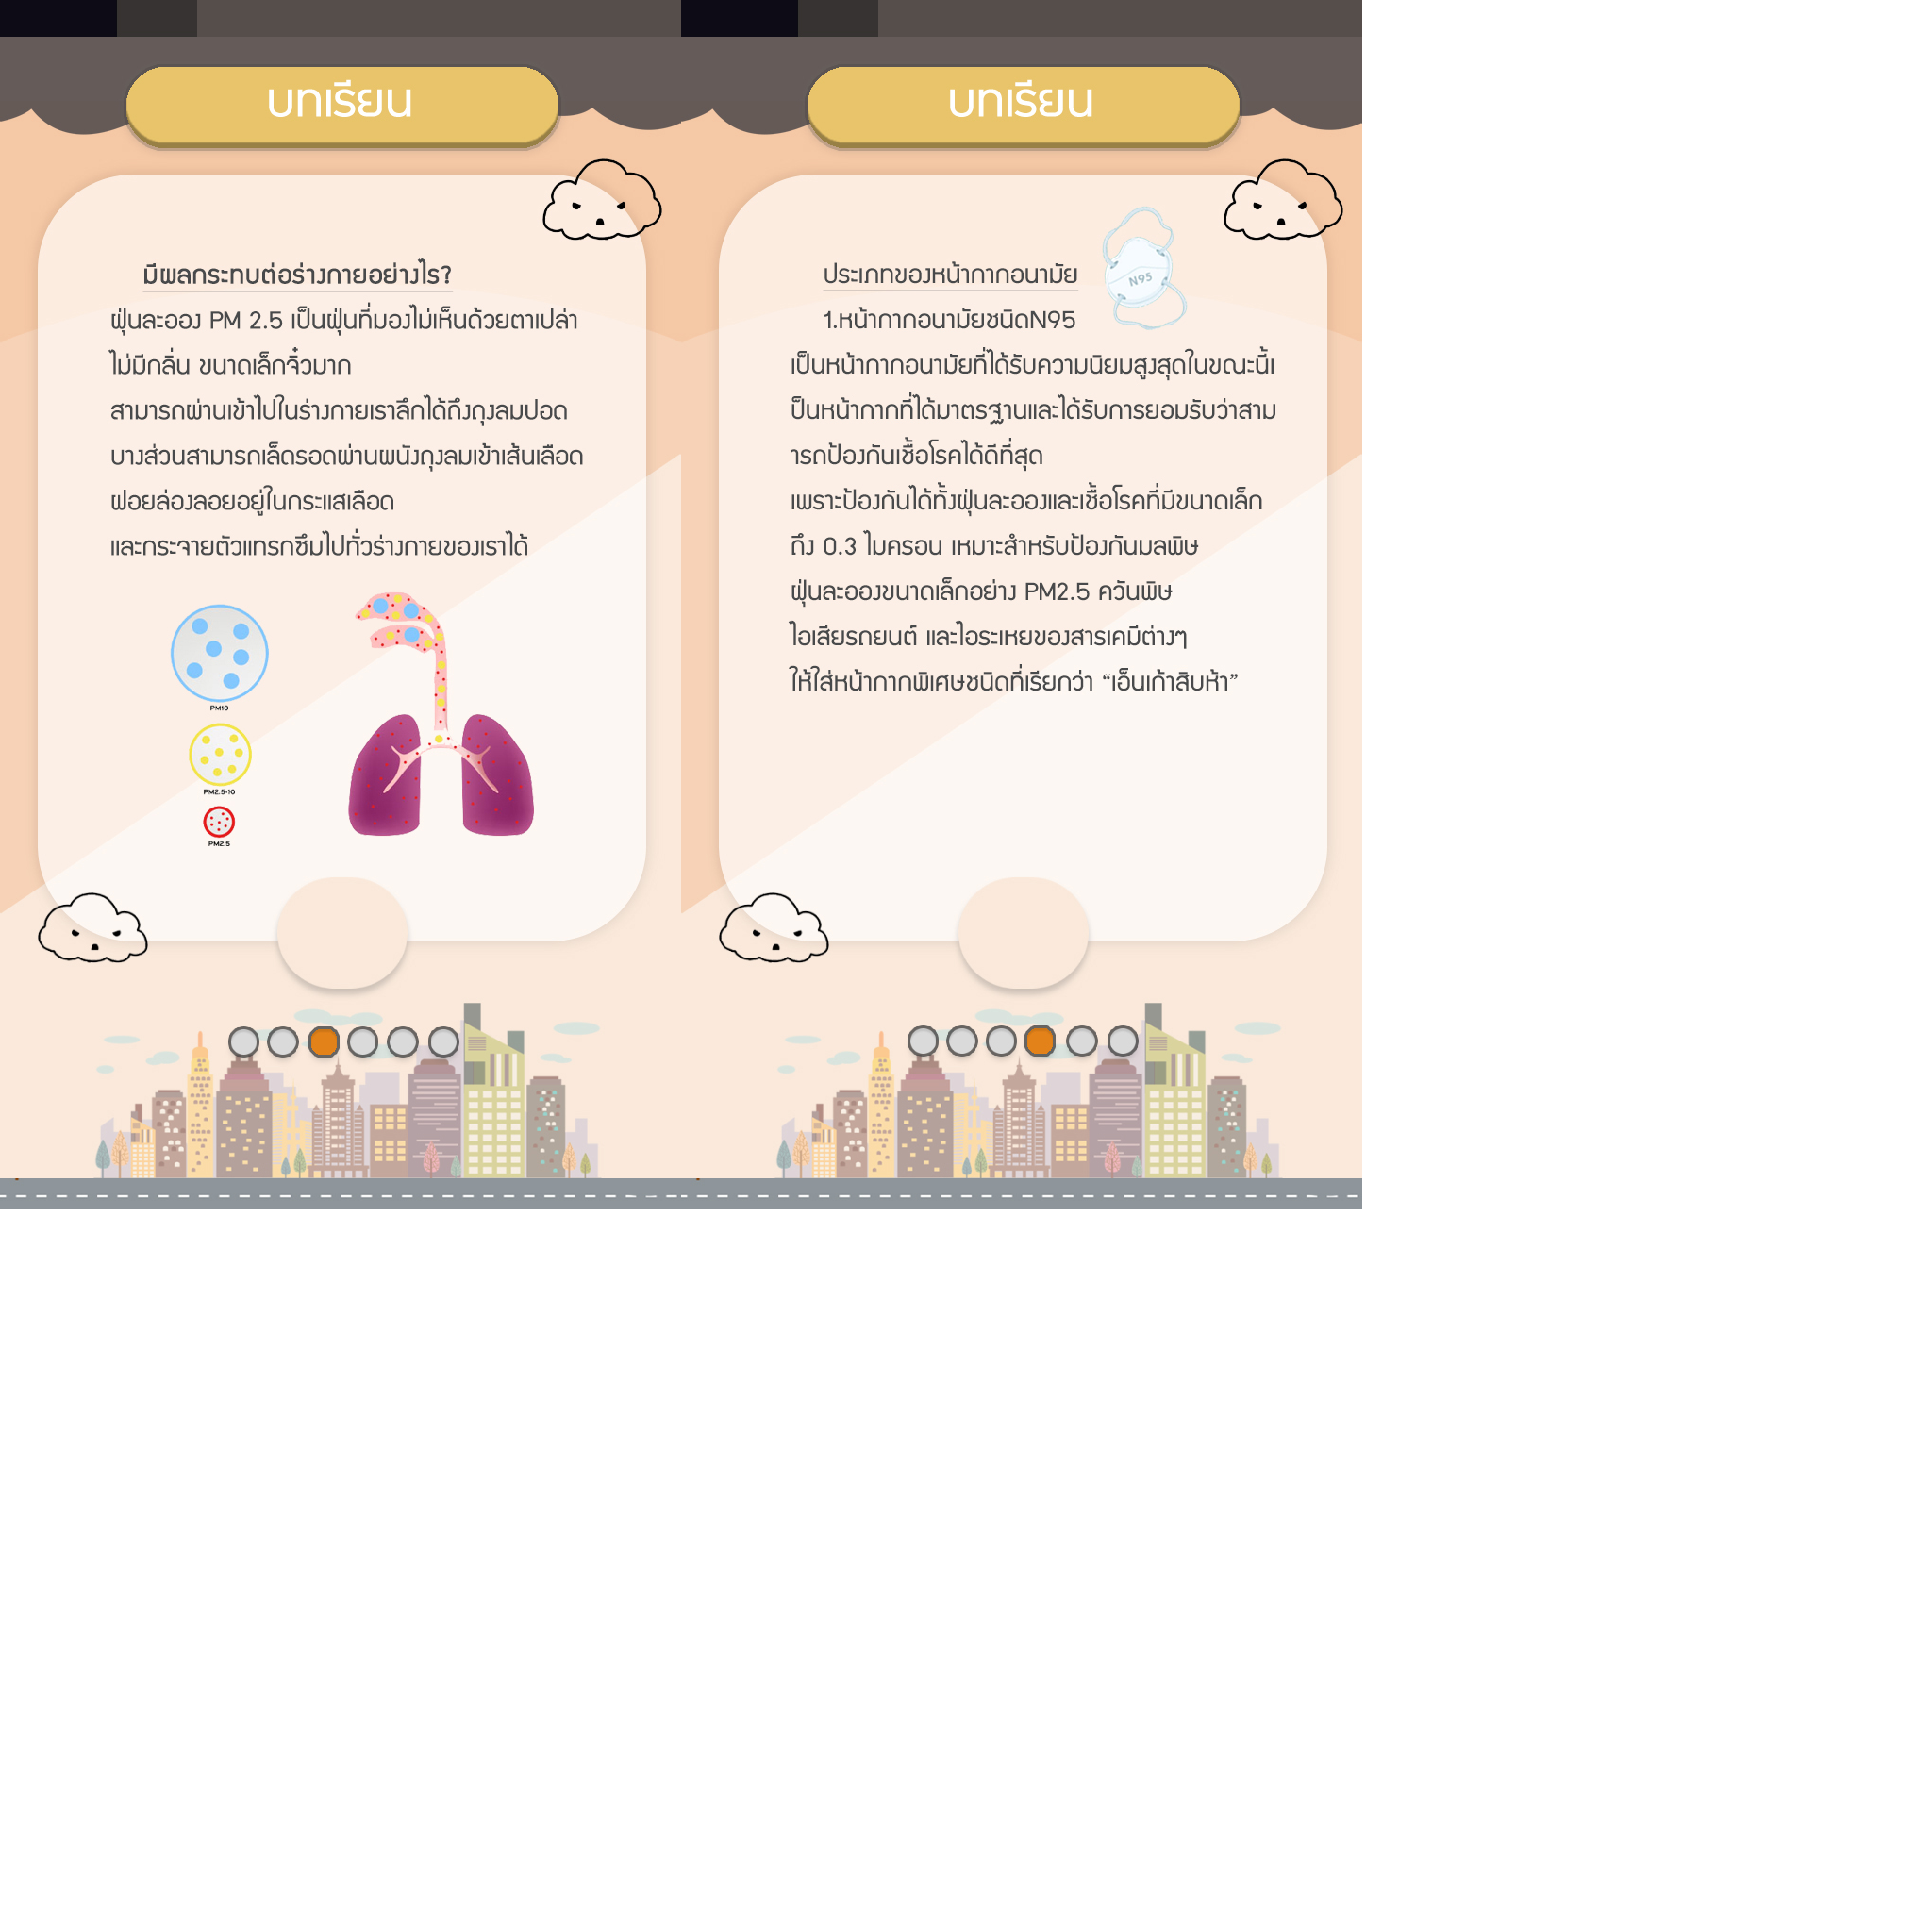 บทเรียน
มีผลกระทบต่อร่างกายอย่างไร?
ฝุ่นละออง PM 2.5 เป็นฝุ่นที่มองไม่เห็นด้วยตาเปล่า
ไม่มีกลิ่น ขนาดเล็กจิ๋วมาก
สามารถผ่านเข้าไปในร่างกายเราลึกได้ถึงถุงลมปอด
บางส่วนสามารถเล็ดรอดผ่านผนังถุงลมเข้าเส้นเลือด
ฝอยล่องลอยอยู่ในกระแสเลือด
และกระจายตัวแทรกซึมไปทั่วร่างกายของเราได้
PM10
PM2.5-10
PM2.5
บทเรียน
ประเภทของหน้ากากอนามัย
N95
1.หน้ากากอนามัยชนิดN95
เป็นหน้ากากอนามัยที่ได้รับความนิยมสูงสุดในขณะนี้เ
ป็นหน้ากากที่ได้มาตรฐานและได้รับการยอมรับว่าสาม
ารถป้องกันเชื้อโรคได้ดีที่สุด
เพราะป้องกันได้ทั้งฝุ่นละอองและเชื้อโรคที่มีขนาดเล็ก
ถึง 0.3 ไมครอน เหมาะสำหรับป้องกันมลพิษ
ฝุ่นละอองขนาดเล็กอย่าง PM2.5 ควันพิษ
ไอเสียรถยนต์ และไอระเหยของสารเคมีต่างๆ
ให้ใส่หน้ากากพิเศษชนิดที่เรียกว่า “เอ็นเก้าสิบห้า”